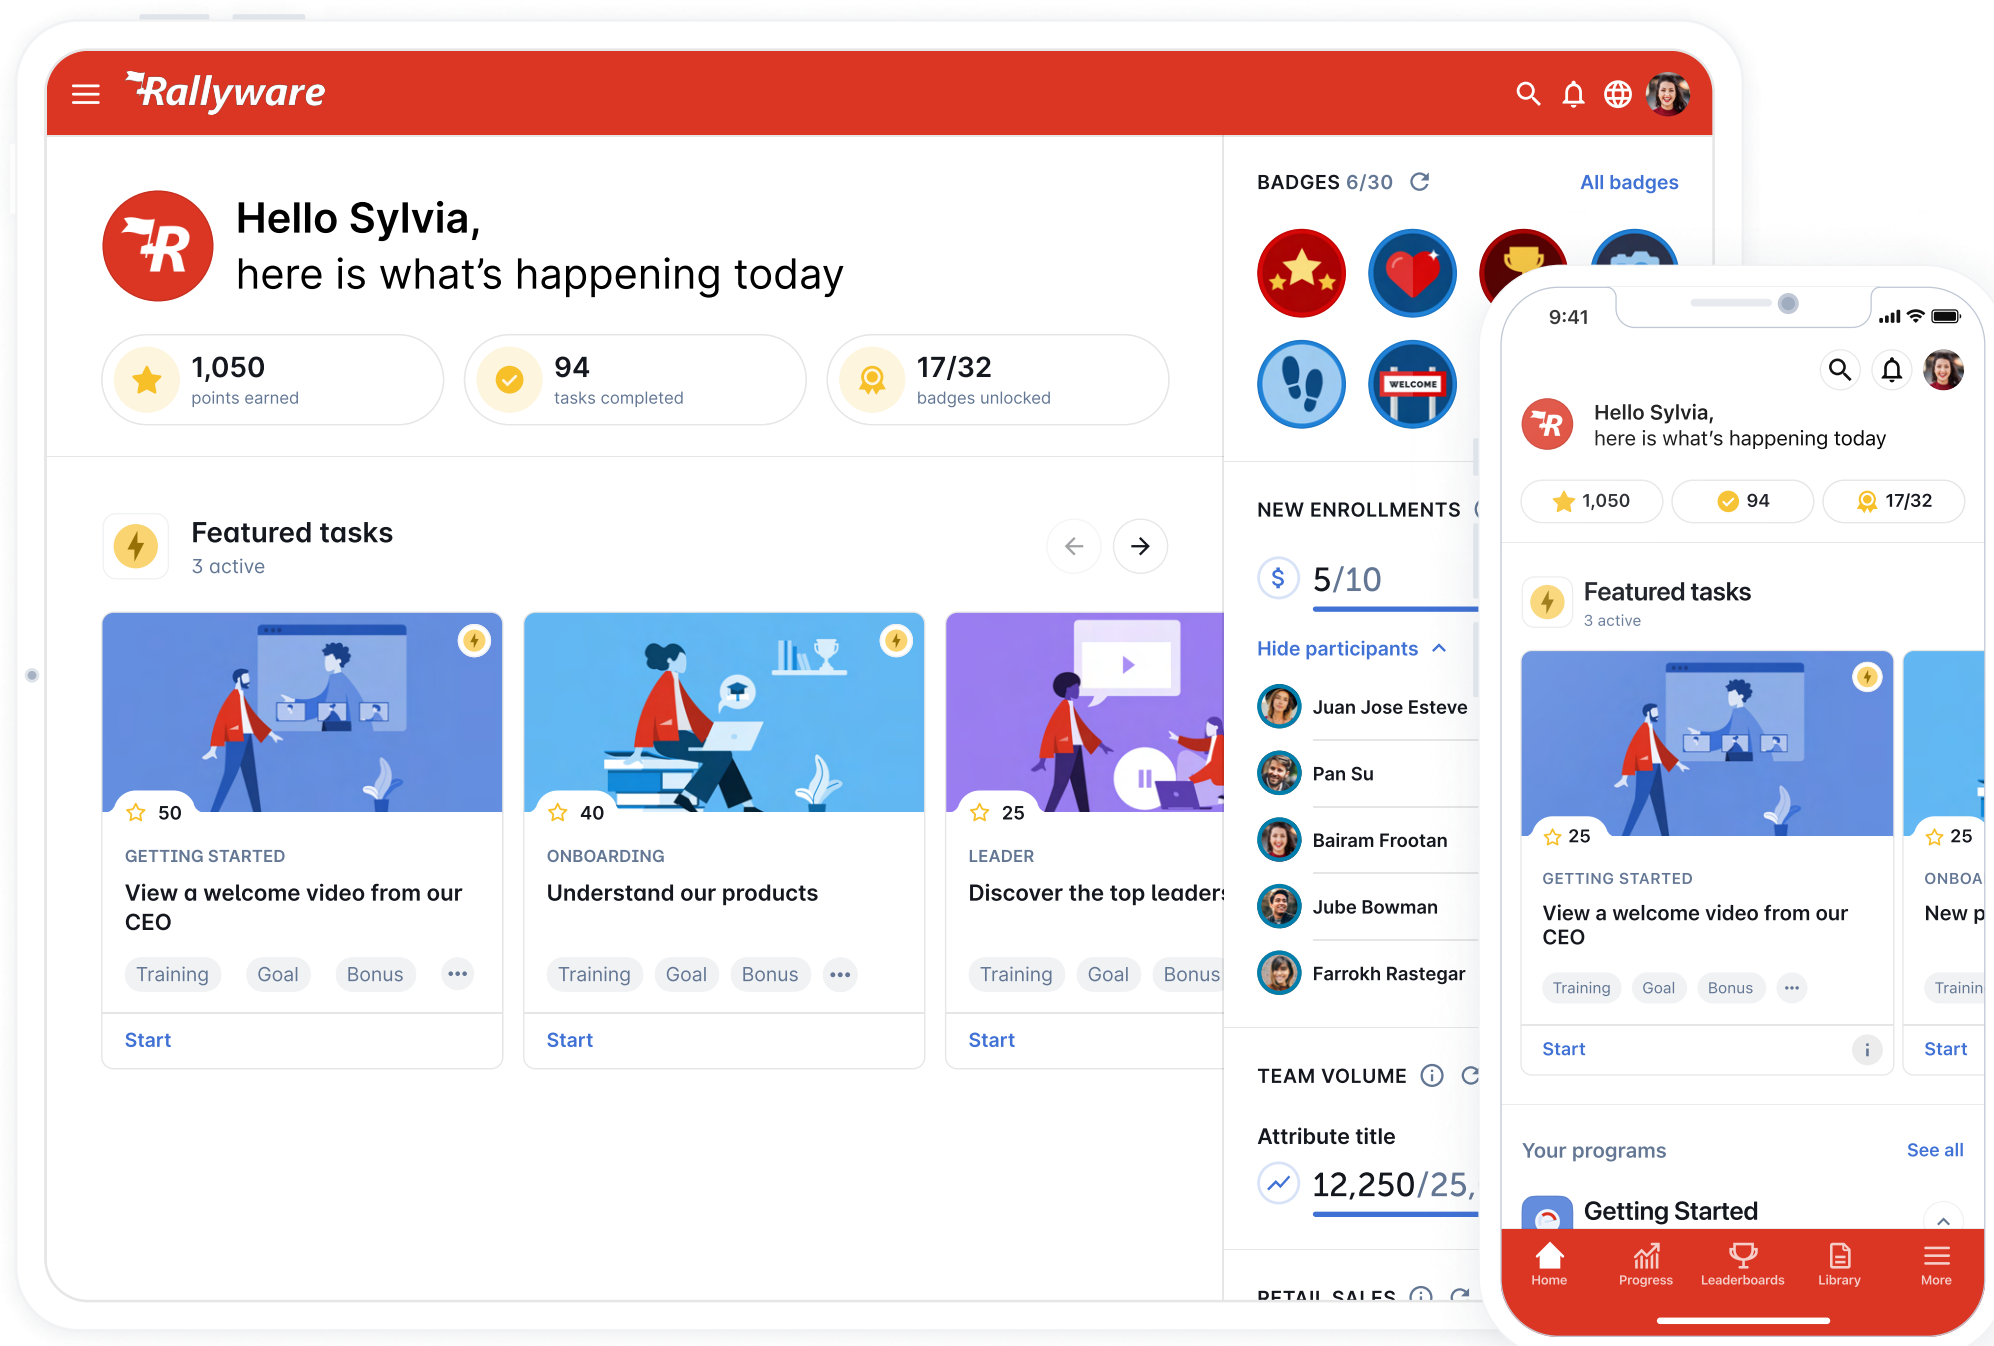 Rallyware
Hello Sylvia,
here is what's happening today
1,050
points earned
94
tasks completed
17/32
badges unlocked
Featured tasks
3 active
50
GETTING STARTED
View a welcome video from our
CEO
Training Goal Bonus
Start
40
ONBOARDING
Understand our products
Training Goal Bonus
Start
25
LEADER
Discover the top leaders
Training Goal Bonus
Start
BADGES 6/30
All badges
WELCOME
NEW ENROLLMENTS
$
5/10
Hide participants
Juan Jose Esteve
Pan Su
Bairam Frootan
Jube Bowman
Farrokh Rastegar
TEAM VOLUME
Attribute title
12,250/25,
RETAIL SALES
9:41
R
Hello Sylvia,
here is what's happening today
1,050
94
17/32
Featured tasks
3 active
25
GETTING STARTED
View a welcome video from our
CEO
Training Goal Bonus
Start
25
ONBOA
New p
Trainin
Start
Your programs
See all
Getting Started
Home
Progress
Leaderboards
Library
More